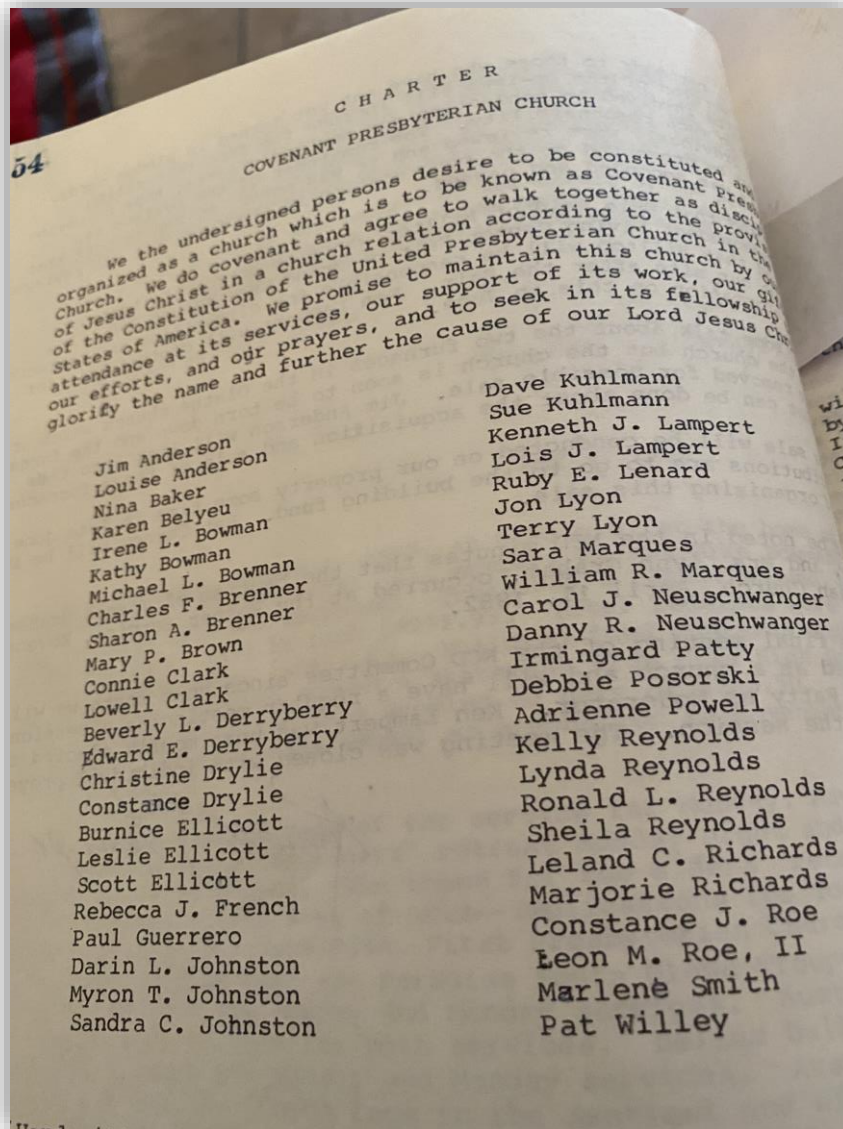 54
C H A R T E R
COVENANT PRESBYTERIAN CHURCH
We the undersigned persons desire to be constituted and
organized as a church which is to be known as Covenant Pres
Church. We do covenant and agree to walk together as disci
of Jesus Christ in a church relation according to the provis
of the Constitution of the United Presbyterian Church in the
States of America. We promise to maintain this church by ou
attendance at its services, our support of its work, our gi
our efforts, and our prayers, and to seek in its fellowship
glorify the name and further the cause of our Lord Jesus Chr
Jim Anderson
Louise Anderson
Nina Baker
Karen Belyeu
Irene L. Bowman
Kathy Bowman
Michael L. Bowman
Charles F. Brenner
Sharon A. Brenner
Mary P. Brown
Connie Clark
Lowell Clark
Beverly L. Derryberry
Edward E. Derryberry
Christine Drylie
Constance Drylie
Burnice Ellicott
Leslie Ellicott
Scott Ellicott
Rebecca J. French
Paul Guerrero
Darin L. Johnston
Myron T. Johnston
Sandra C. Johnston
Dave Kuhlmann
Sue Kuhlmann
Kenneth J. Lampert
Lois J. Lampert
Ruby E. Lenard
Jon Lyon
Terry Lyon
Sara Marques
William R. Marques
Carol J. Neuschwanger
Danny R. Neuschwanger
Irmingard Patty
Debbie Posorski
Adrienne Powell
Kelly Reynolds
Lynda Reynolds
Ronald L. Reynolds
Sheila Reynolds
Leland C. Richards
Marjorie Richards
Constance J. Roe
Leon M. Roe, II
Marlene Smith
Pat Willey